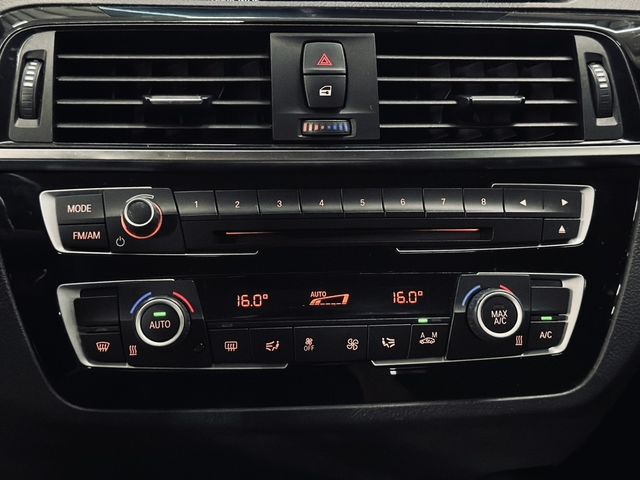 MODE
1 2 3 4 5 6 7 8
FM/AM
16.0° AUTO 16.0°
AUTO
MAX A/C
OFF
A M
A/C